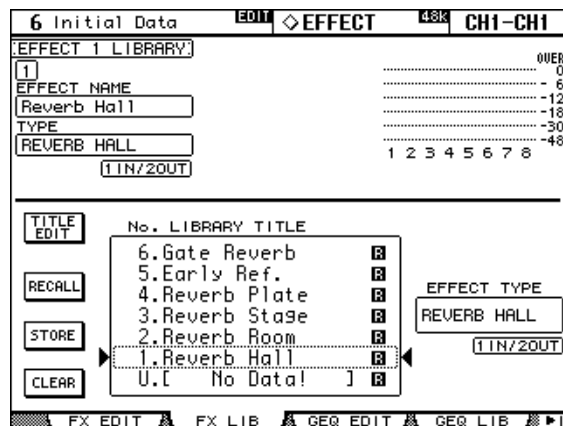 6 Initial Data EDIT ◇EFFECT 48K CH1-CH1
EFFECT 1 LIBRARY
1
EFFECT NAME
Reverb Hall
TYPE
REVERB HALL
1 IN/2OUT
OVER
0
6
12
18
30
48
1 2 3 4 5 6 7 8
TITLE EDIT
RECALL
STORE
CLEAR
No. LIBRARY TITLE
6.Gate Reverb R
5.Early Ref. R
4.Reverb Plate R
3.Reverb Stage R
2.Reverb Room R
1.Reverb Hall R
U.[ No Data! ] R
EFFECT TYPE
REVERB HALL
1 IN/2OUT
FX EDIT FX LIB GEQ EDIT GEQ LIB